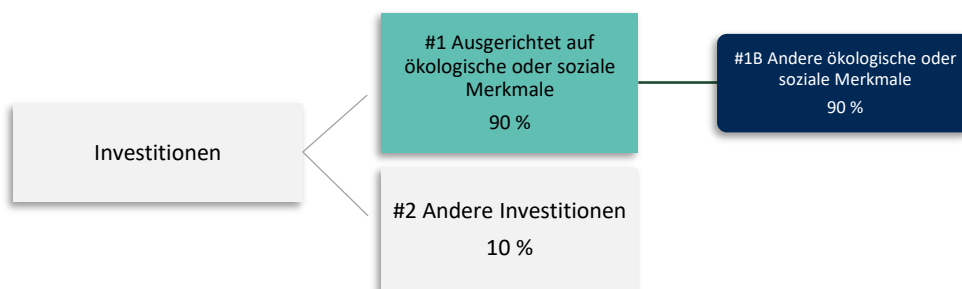 Investitionen
#1 Ausgerichtet auf
ökologische oder soziale
Merkmale
90 %
#2 Andere Investitionen
10 %
#1B Andere ökologische oder
soziale Merkmale
90 %